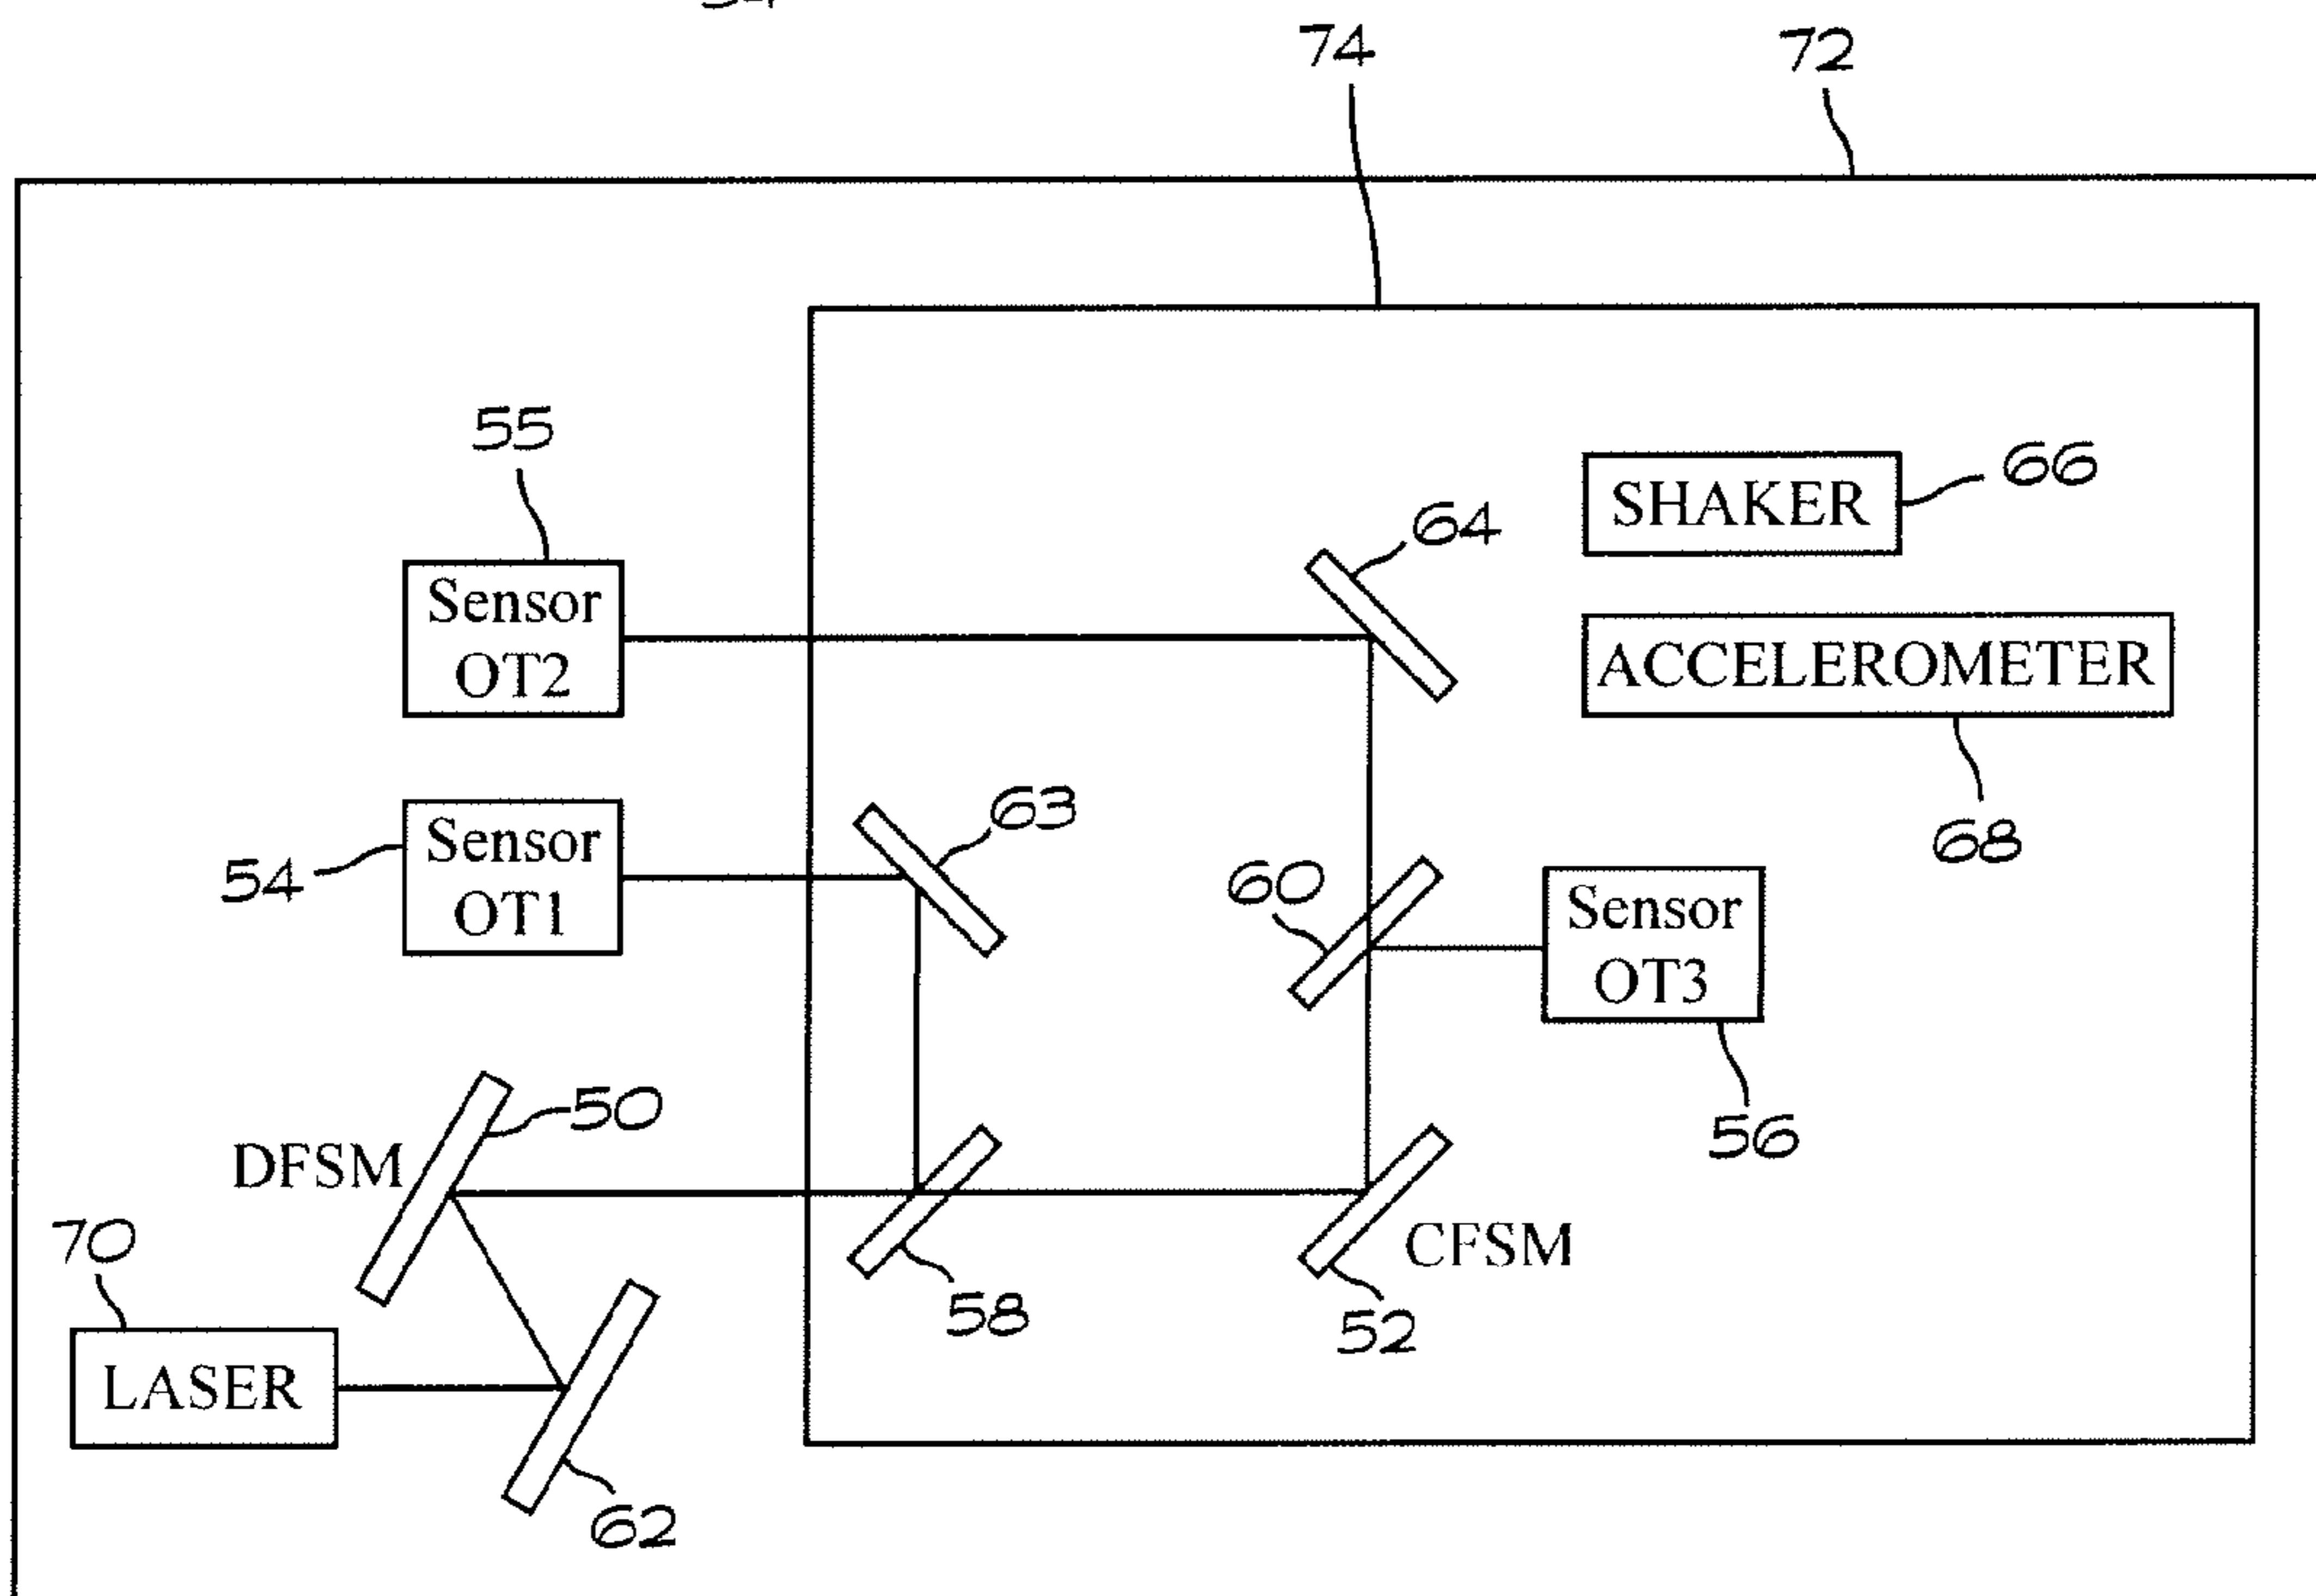 74
72
55
66
SHAKER
64
Sensor
OT2
ACCELEROMETER
63
68
Sensor
OT1
54
60
Sensor
OT3
50
DFSM
56
70
CFSM
58
52
LASER
62